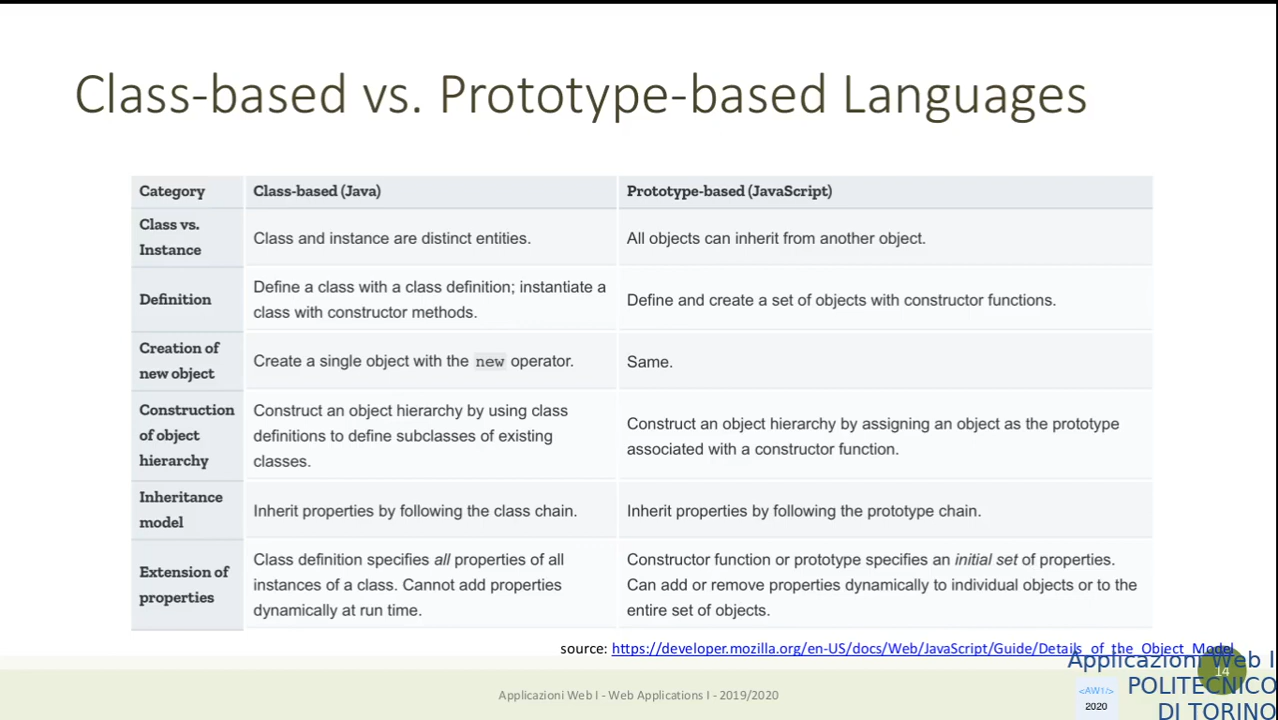 Class-based vs. Prototype-based Languages
Category
Class-based (Java)
Prototype-based (JavaScript)
Class vs.
Instance
Class and instance are distinct entities.
All objects can inherit from another object.
Definition
Define a class with a class definition; instantiate a
class with constructor methods.
Define and create a set of objects with constructor functions.
Creation of
new object
Create a single object with the new operator.
Same.
Construction
of object
hierarchy
Construct an object hierarchy by using class
definitions to define subclasses of existing
classes.
Construct an object hierarchy by assigning an object as the prototype
associated with a constructor function.
Inheritance
model
Inherit properties by following the class chain.
Inherit properties by following the prototype chain.
Extension of
properties
Class definition specifies all properties of all
instances of a class. Cannot add properties
dynamically at run time.
Constructor function or prototype specifies an initial set of properties.
Can add or remove properties dynamically to individual objects or to the
entire set of objects.
source: https://developer.mozilla.org/en-US/docs/Web/JavaScript/Guide/Details_of_the_Object_Model
Applicazioni Web I - Web Applications I - 2019/2020
14
<AW1/>
2020
Applicazioni Web I
POLITECNICO
DI TORINO